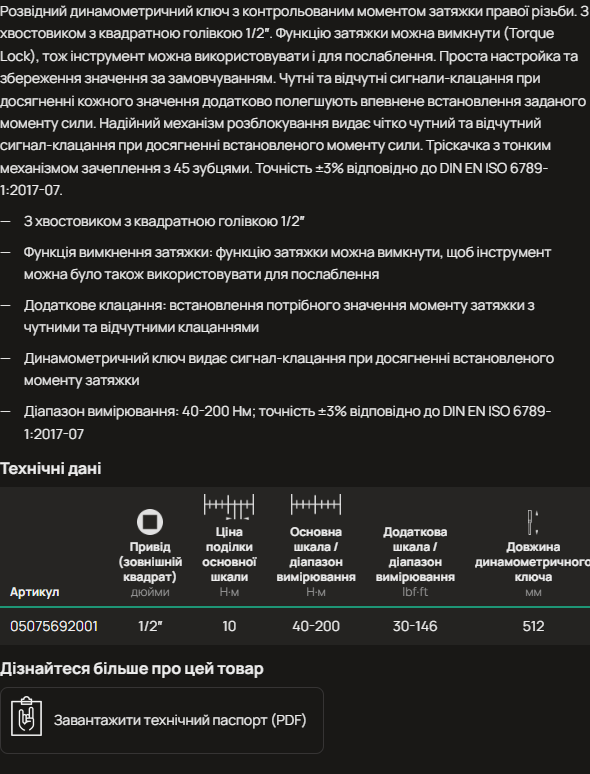 Розвідний динамометричний ключ з контрольованим моментом затяжки правої різьби. З
хвостовиком з квадратною голівкою 1/2″. Функцію затяжки можна вимкнути (Torque
Lock), тож інструмент можна використовувати і для послаблення. Проста настройка та
збереження значення за замовчуванням. Чутні та відчутні сигнали-клацання при
досягненні кожного значення додатково полегшують впевнене встановлення заданого
моменту сили. Надійний механізм розблокування видає чітко чутний та відчутний
сигнал-клацання при досягненні встановленого моменту сили. Тріскачка з тонким
механізмом зачеплення з 45 зубцями. Точність ±3% відповідно до DIN EN ISO 6789-
1:2017-07.
— З хвостовиком з квадратною голівкою 1/2″
— Функція вимкнення затяжки: функцію затяжки можна вимкнути, щоб інструмент
можна було також використовувати для послаблення
— Додаткове клацання: встановлення потрібного значення моменту затяжки з
чутними та відчутними клацаннями
— Динамометричний ключ видає сигнал-клацання при досягненні встановленого
моменту затяжки
— Діапазон вимірювання: 40-200 Нм; точність ±3% відповідно до DIN EN ISO 6789-
1:2017-07
Технічні дані
Артикул
Привід
(зовнішній
квадрат)
дюйми
Ціна
поділки
основної
шкали
Н·м
Основна
шкала /
діапазон
вимірювання
Н·м
Додаткова
шкала /
діапазон
вимірювання
lbf·ft
Довжина
динамометричного
ключа
мм
05075692001 1/2″ 10 40-200 30-146 512
Дізнайтеся більше про цей товар
Завантажити технічний паспорт (PDF)